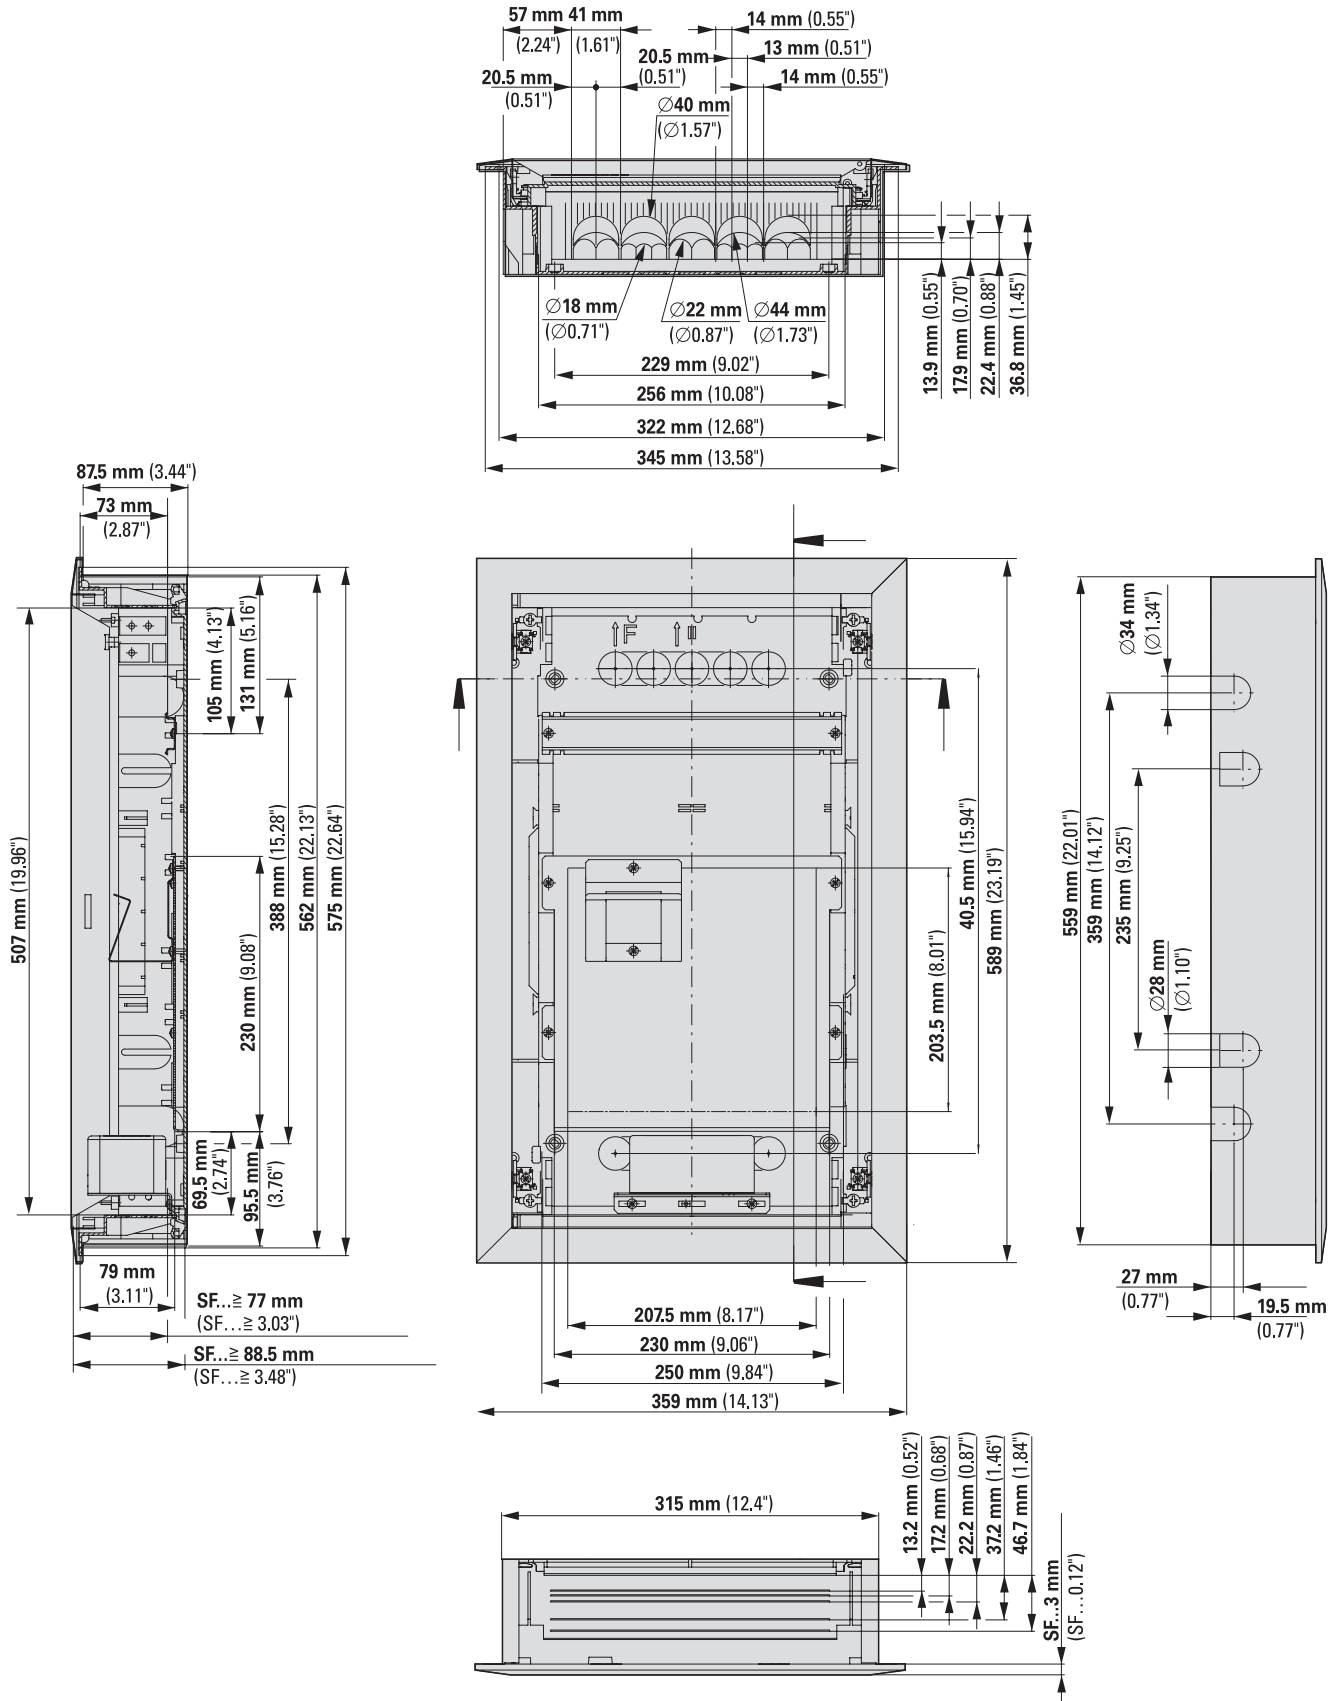 57 mm 41 mm
(2.24") (1.61")
14 mm (0.55")
20.5 mm
(0.51")
13 mm (0.51")
20.5 mm
(0.51")
14 mm (0.55")
∅40 mm
(∅1.57")
∅18 mm
(∅0.71")
∅22 mm
(∅0.87")
∅44 mm
(∅1.73")
229 mm (9.02")
256 mm (10.08")
322 mm (12.68")
345 mm (13.58")
13.9 mm (0.55")
17.9 mm (0.70")
22.4 mm (0.88")
36.8 mm (1.45")
87.5 mm (3.44")
73 mm
(2.87")
507 mm (19.96")
105 mm (4.13")
131 mm (5.16")
388 mm (15.28")
562 mm (22.13")
575 mm (22.64")
230 mm (9.08")
69.5 mm
(2.74")
95.5 mm
(3.76")
79 mm
(3.11")
SF...≧ 77 mm
(SF...≧ 3.03")
SF...≧ 88.5 mm
(SF...≧ 3.48")
F
203.5 mm (8.01")
40.5 mm (15.94")
589 mm (23.19")
207.5 mm (8.17")
230 mm (9.06")
250 mm (9.84")
359 mm (14.13")
∅34 mm
(∅1.34")
559 mm (22.01")
359 mm (14.12")
235 mm (9.25")
∅28 mm
(∅1.10")
27 mm
(0.77")
19.5 mm
(0.77")
315 mm (12.4")
13.2 mm (0.52")
17.2 mm (0.68")
22.2 mm (0.87")
37.2 mm (1.46")
46.7 mm (1.84")
SF...3 mm
(SF...0.12")